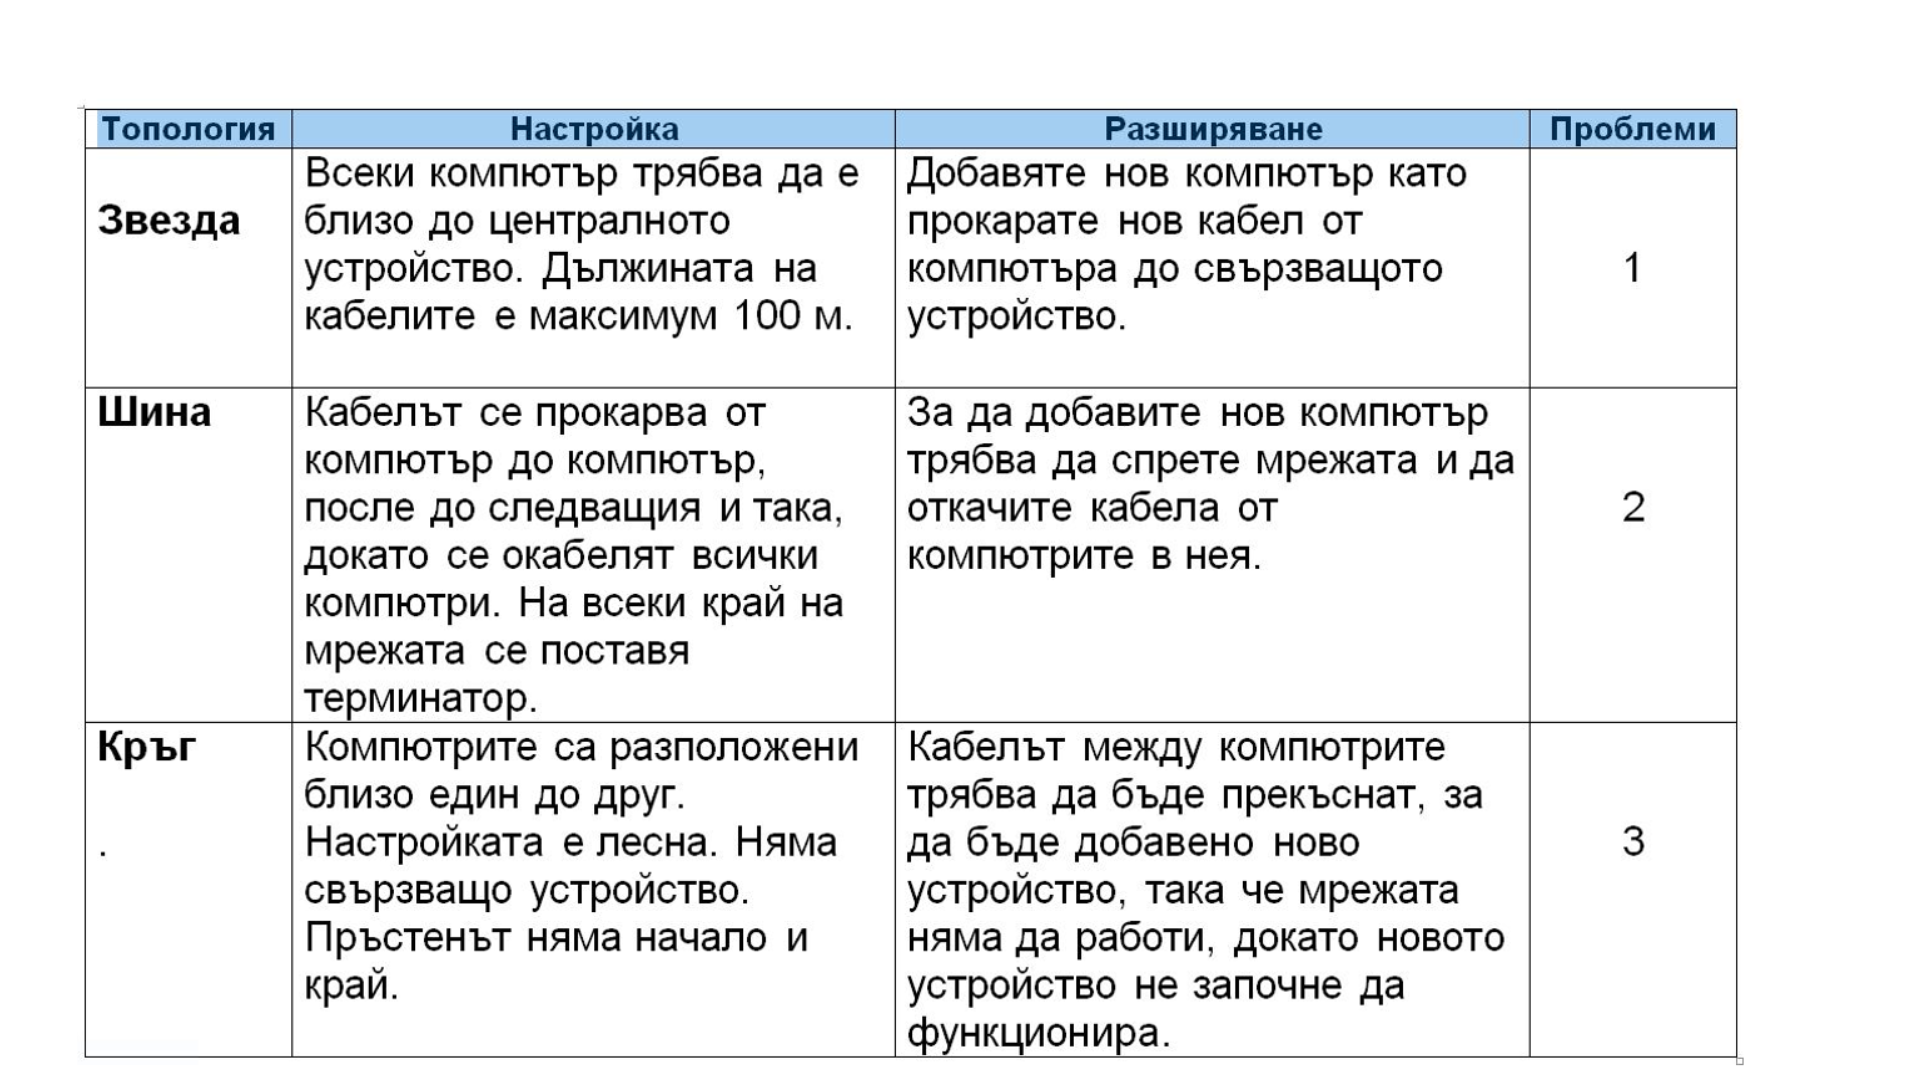 Топология Настройка Разширяване Проблеми
Звезда
Всеки компютър трябва да е
близо до централното
устройство. Дължината на
кабелите е максимум 100 м.
Добавяте нов компютър като
прокарате нов кабел от
компютъра до свързващото
устройство.
1
Шина
Кабелът се прокарва от
компютър до компютър,
после до следващия и така,
докато се окабелят всички
компютри. На всеки край на
мрежата се поставя
терминатор.
За да добавите нов компютър
трябва да спрете мрежата и да
откачите кабела от
компютрите в нея.
2
Кръг
.
Компютрите са разположени
близо един до друг.
Настройката е лесна. Няма
свързващо устройство.
Пръстенът няма начало и
край.
Кабелът между компютрите
трябва да бъде прекъснат, за
да бъде добавено ново
устройство, така че мрежата
няма да работи, докато новото
устройство не започне да
функционира.
3